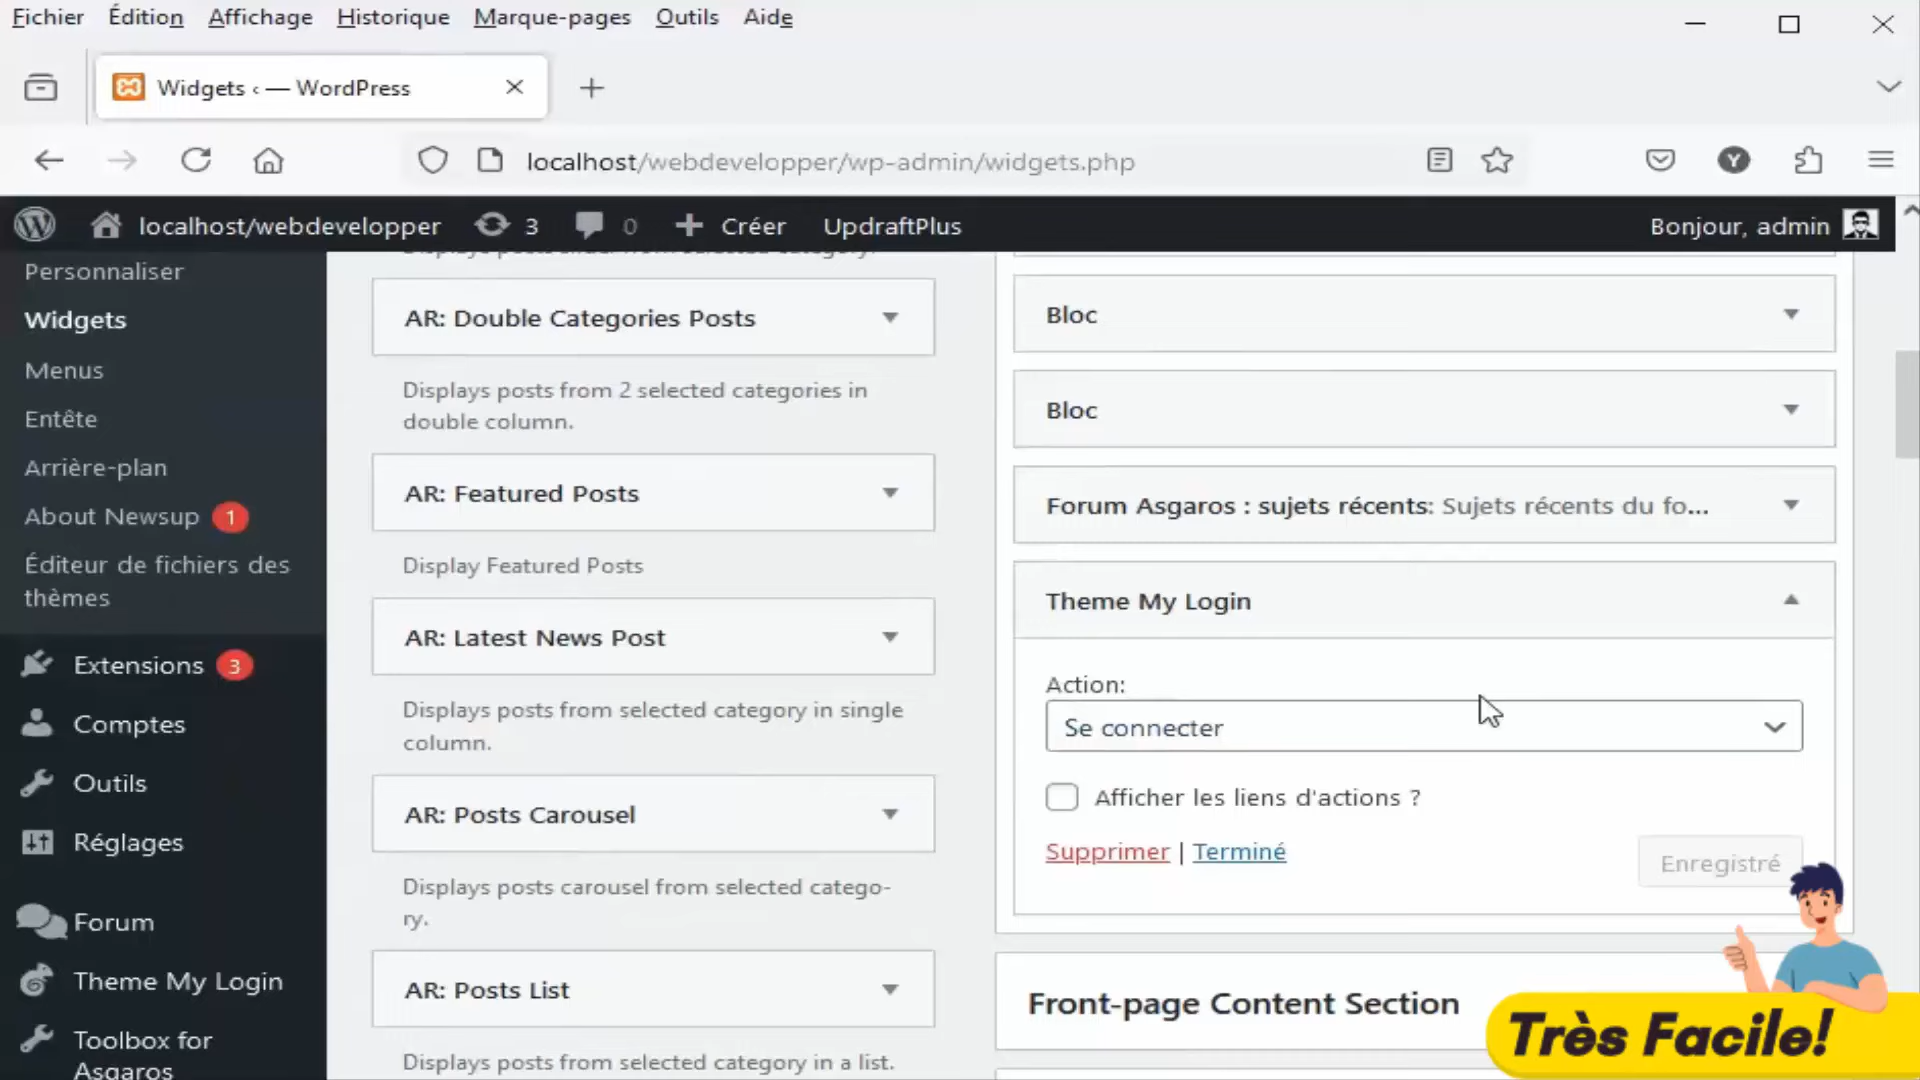 Fichier Édition Affichage Historique Marque-pages Outils Aide
Widgets ‹ — WordPress
localhost/webdevelopper/wp-admin/widgets.php
Y
localhost/webdevelopper 3 0 Créer UpdraftPlus Bonjour, admin
Personnaliser
Widgets
Menus
Entête
Arrière-plan
About Newsup 1
Éditeur de fichiers des
thèmes
Extensions 3
Comptes
Outils
Réglages
Forum
Theme My Login
Toolbox for
Asgaros
Displays posts slider from selected category.
AR: Double Categories Posts
Displays posts from 2 selected categories in
double column.
AR: Featured Posts
Display Featured Posts
AR: Latest News Post
Displays posts from selected category in single
column.
AR: Posts Carousel
Displays posts carousel from selected catego-
ry.
AR: Posts List
Displays posts from selected category in a list.
Bloc
Bloc
Forum Asgaros : sujets récents: Sujets récents du fo...
Theme My Login
Action:
Se connecter
Afficher les liens d'actions ?
Supprimer | Terminé
Enregistré
Front-page Content Section
Très Facile!